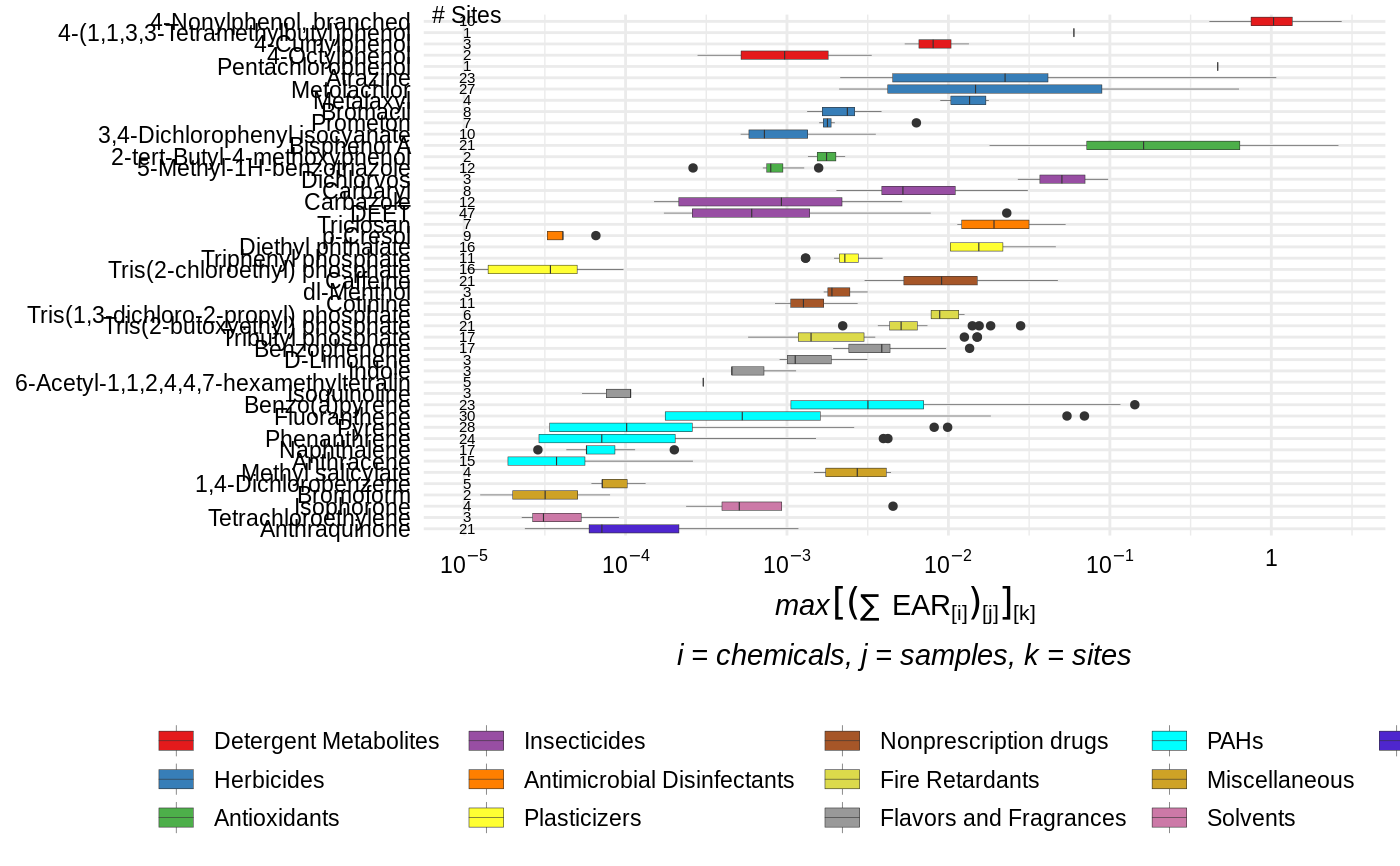 # Sites
4-Nonylphenol, branched 10
4-(1,1,3,3-Tetramethylbutyl)phenol 1
4-Cumylphenol 3
4-Octylphenol 2
Pentachlorophenol 1
Atrazine 23
Metolachlor 27
Metalaxyl 4
Bromacil 8
Prometon 7
3,4-Dichlorophenyl isocyanate 10
Bisphenol A 21
2-tert-Butyl-4-methoxyphenol 2
5-Methyl-1H-benzotriazole 12
Dichlorvos 3
Carbaryl 8
Carbazole 12
DEET 47
Triclosan 7
p-Cresol 9
Diethyl phthalate 16
Triphenyl phosphate 11
Tris(2-chloroethyl) phosphate 16
Caffeine 21
dl-Menthol 3
Cotinine 11
Tris(1,3-dichloro-2-propyl) phosphate 6
Tris(2-butoxyethyl) phosphate 21
Tributyl phosphate 17
Benzophenone 17
D-Limonene 3
Indole 3
6-Acetyl-1,1,2,4,4,7-hexamethyltetralin 5
Isoquinoline 3
Benzo(a)pyrene 23
Fluoranthene 30
Pyrene 28
Phenanthrene 24
Naphthalene 17
Anthracene 15
Methyl salicylate 4
1,4-Dichlorobenzene 5
Bromoform 2
Isophorone 4
Tetrachloroethylene 3
Anthraquinone 21
10−5 10−4 10−3 10−2 10−1 1
max[(∑ EAR[i])[j]][k]
i = chemicals, j = samples, k = sites
Detergent Metabolites Insecticides Nonprescription drugs PAHs
Herbicides Antimicrobial Disinfectants Fire Retardants Miscellaneous
Antioxidants Plasticizers Flavors and Fragrances Solvents